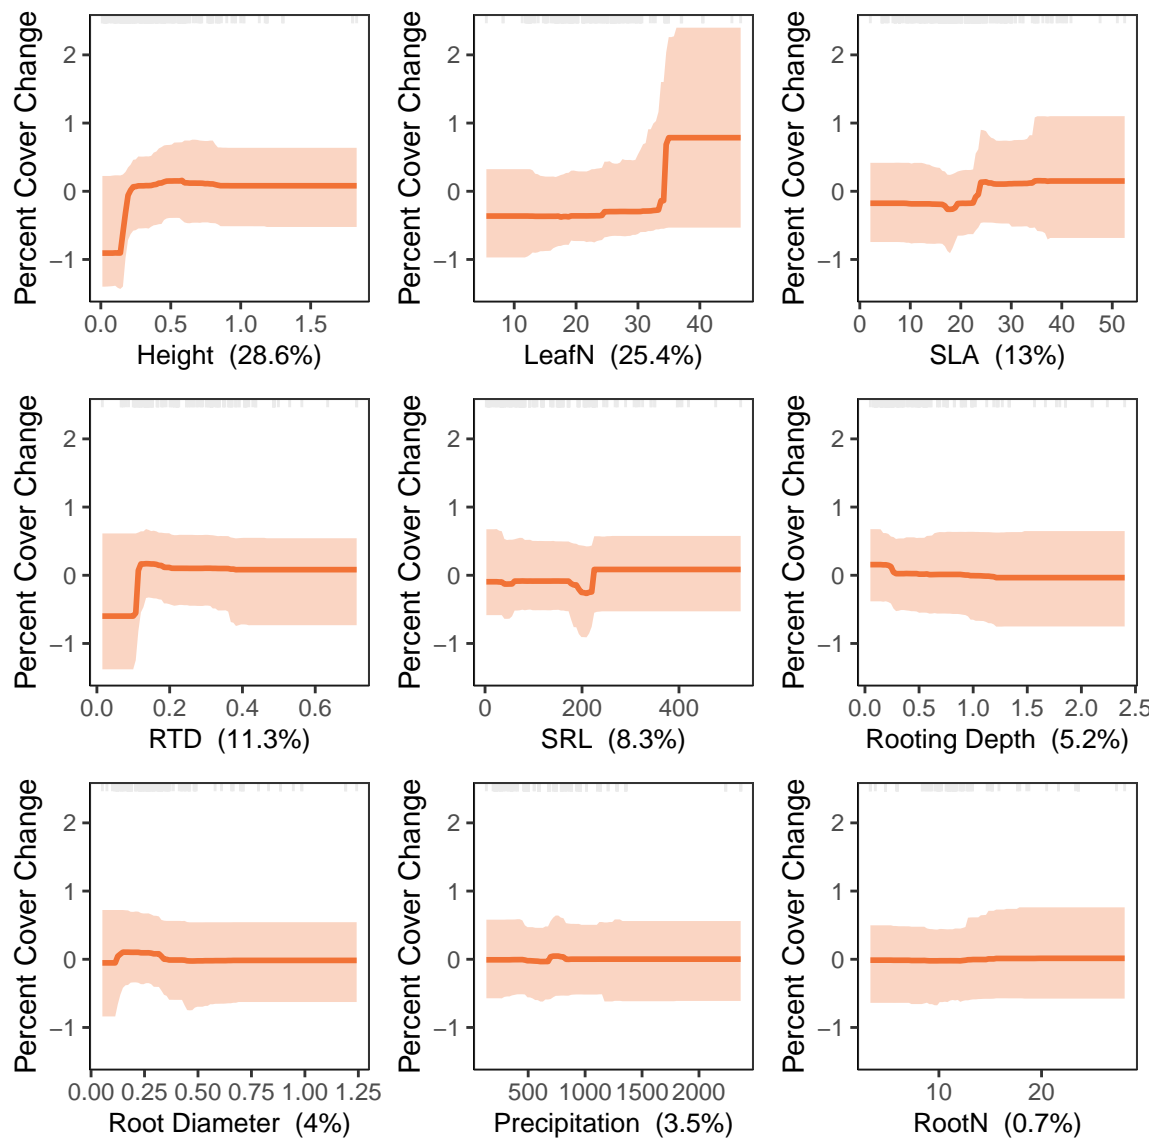 Percent Cover Change
2
1
0
−1
0.0 0.5 1.0 1.5
Height (28.6%)
Percent Cover Change
2
1
0
−1
10 20 30 40
LeafN (25.4%)
Percent Cover Change
2
1
0
−1
0 10 20 30 40 50
SLA (13%)
Percent Cover Change
2
1
0
−1
0.0 0.2 0.4 0.6
RTD (11.3%)
Percent Cover Change
2
1
0
−1
0 200 400
SRL (8.3%)
Percent Cover Change
2
1
0
−1
0.0 0.5 1.0 1.5 2.0 2.5
Rooting Depth (5.2%)
Percent Cover Change
2
1
0
−1
0.00 0.25 0.50 0.75 1.00 1.25
Root Diameter (4%)
Percent Cover Change
2
1
0
−1
500 1000 1500 2000
Precipitation (3.5%)
Percent Cover Change
2
1
0
−1
10 20
RootN (0.7%)